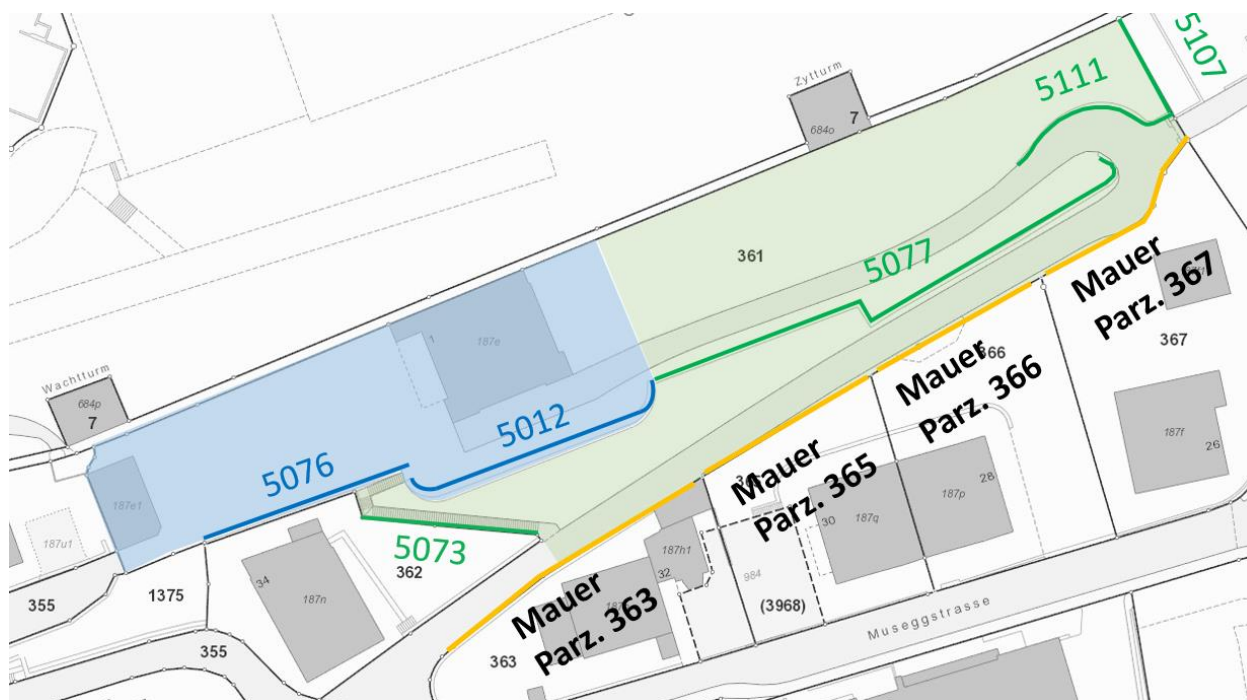 5107
5111
Zytturm
684o
7
361
5077
Mauer
Parz. 367
367
366
Mauer
Parz. 366
187f
26
1
187e
Wachtturm
684p
7
5012
5076
187e1
187u1
5073
362
34
187n
Mauer
Parz. 365
187q
30
187p
28
187h1
32
984
(3968)
Museggstrasse
Mauer
Parz. 363
363
355
1375
355